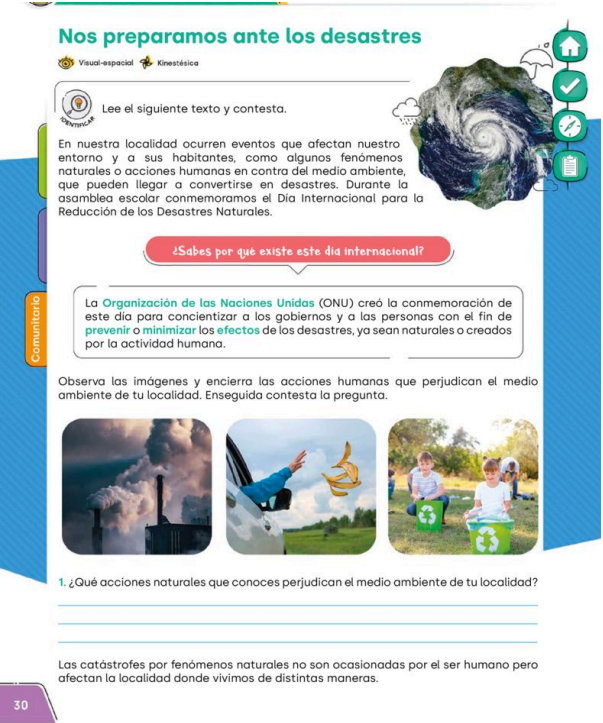 Nos preparamos ante los desastres
Visual-espacial Kinestésica
IDENTIFICAR
Lee el siguiente texto y contesta.
En nuestra localidad ocurren eventos que afectan nuestro
entorno y a sus habitantes, como algunos fenómenos
naturales o acciones humanas en contra del medio ambiente,
que pueden llegar a convertirse en desastres. Durante la
asamblea escolar conmemoramos el Día Internacional para la
Reducción de los Desastres Naturales.
¿Sabes por qué existe este día internacional?
La Organización de las Naciones Unidas (ONU) creó la conmemoración de
este día para concientizar a los gobiernos y a las personas con el fin de
prevenir o minimizar los efectos de los desastres, ya sean naturales o creados
por la actividad humana.
Comunitario
Observa las imágenes y encierra las acciones humanas que perjudican el medio
ambiente de tu localidad. Enseguida contesta la pregunta.
1. ¿Qué acciones naturales que conoces perjudican el medio ambiente de tu localidad?
Las catástrofes por fenómenos naturales no son ocasionadas por el ser humano pero
afectan la localidad donde vivimos de distintas maneras.
30